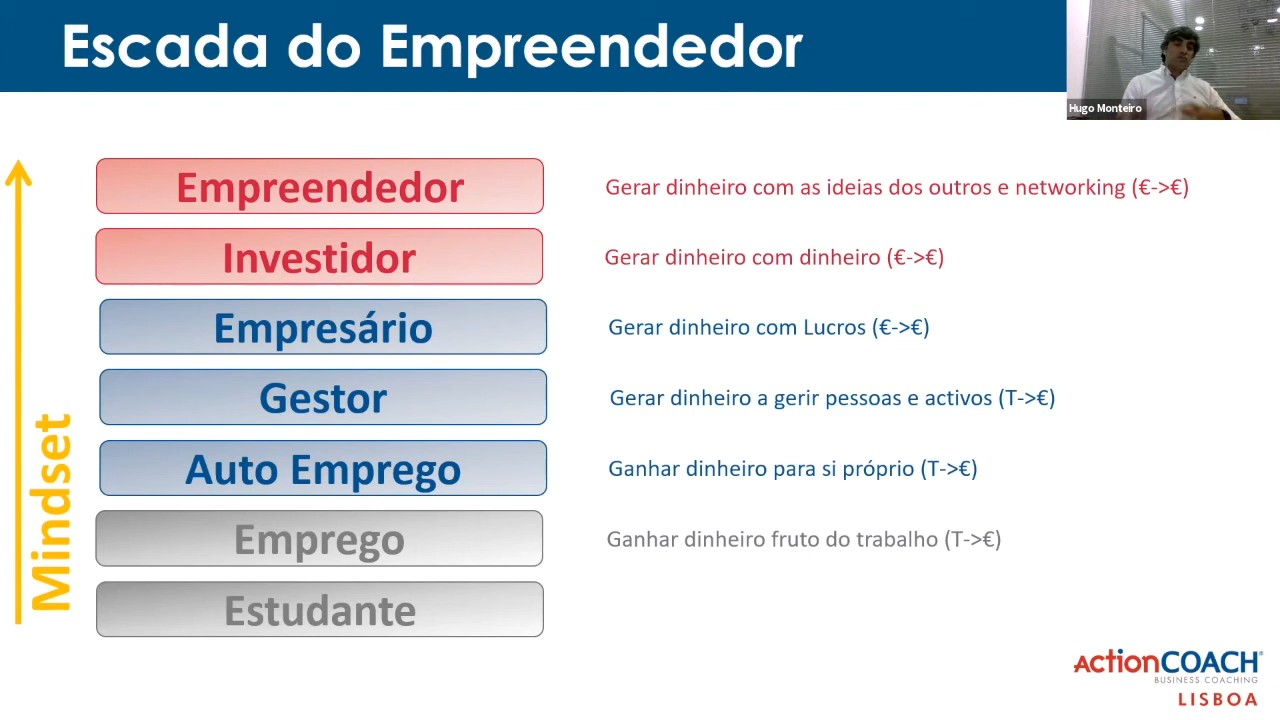 Escada do Empreendedor
Hugo Monteiro
Empreendedor
Gerar dinheiro com as ideias dos outros e networking (€->€)
Investidor
Gerar dinheiro com dinheiro (€->€)
Empresário
Gerar dinheiro com Lucros (€->€)
Gestor
Gerar dinheiro a gerir pessoas e activos (T->€)
Auto Emprego
Ganhar dinheiro para si próprio (T->€)
Emprego
Ganhar dinheiro fruto do trabalho (T->€)
Estudante
Mindset
ActionCOACH®
BUSINESS COACHING
LISBOA